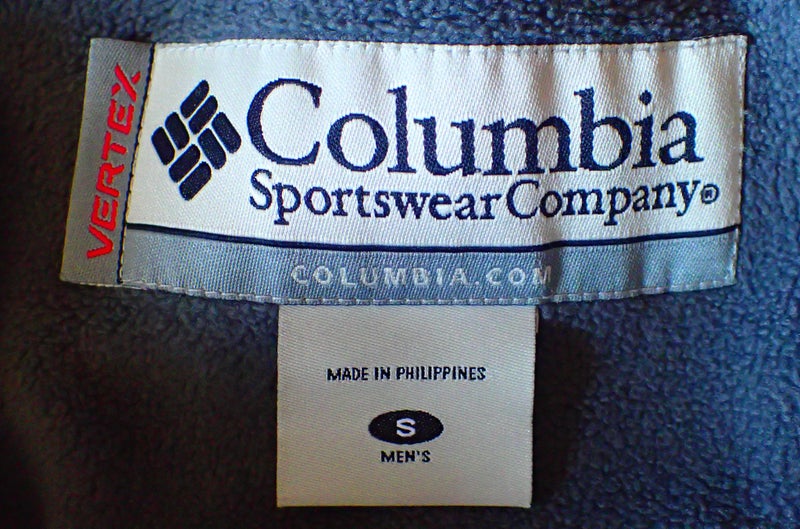 VERTEX
Columbia
Sportswear Company®
COLUMBIA.COM
MADE IN PHILIPPINES
S
MEN'S